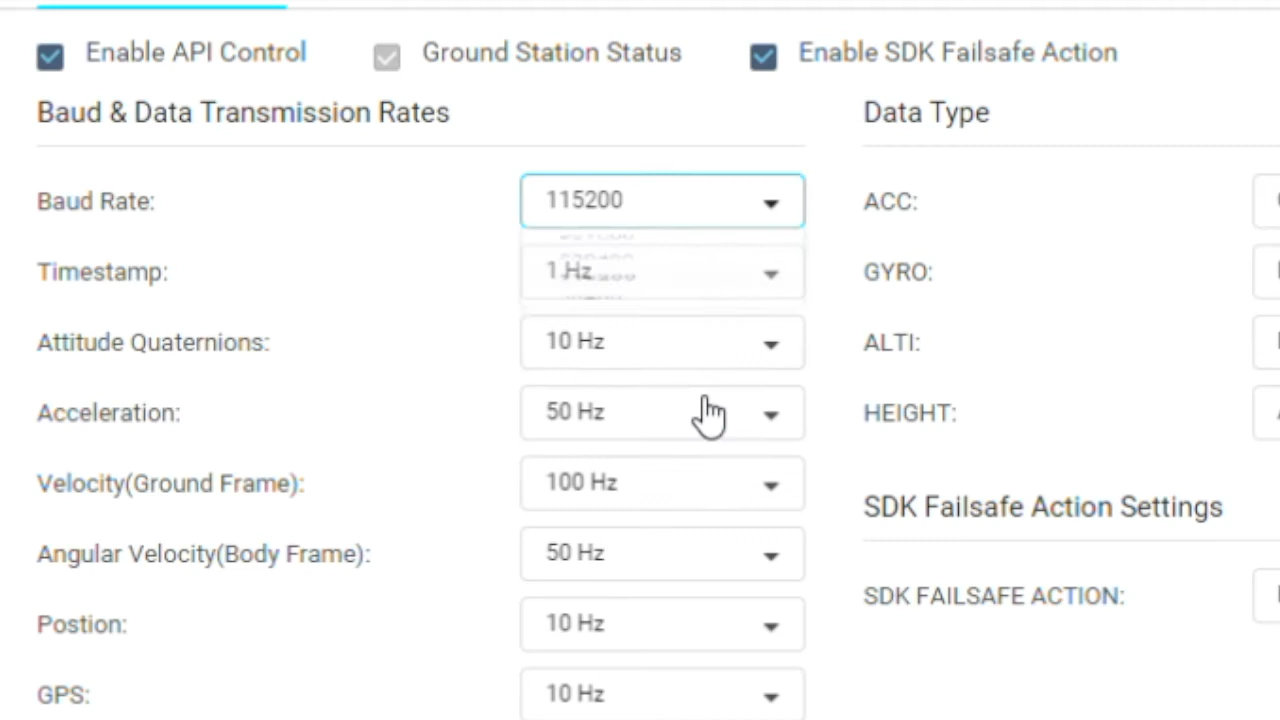 Enable API Control Ground Station Status Enable SDK Failsafe Action
Baud & Data Transmission Rates
Baud Rate: 115200
Timestamp: 1 Hz
Attitude Quaternions: 10 Hz
Acceleration: 50 Hz
Velocity(Ground Frame): 100 Hz
Angular Velocity(Body Frame): 50 Hz
Postion: 10 Hz
GPS: 10 Hz
Data Type
ACC:
GYRO:
ALTI:
HEIGHT:
SDK Failsafe Action Settings
SDK FAILSAFE ACTION: